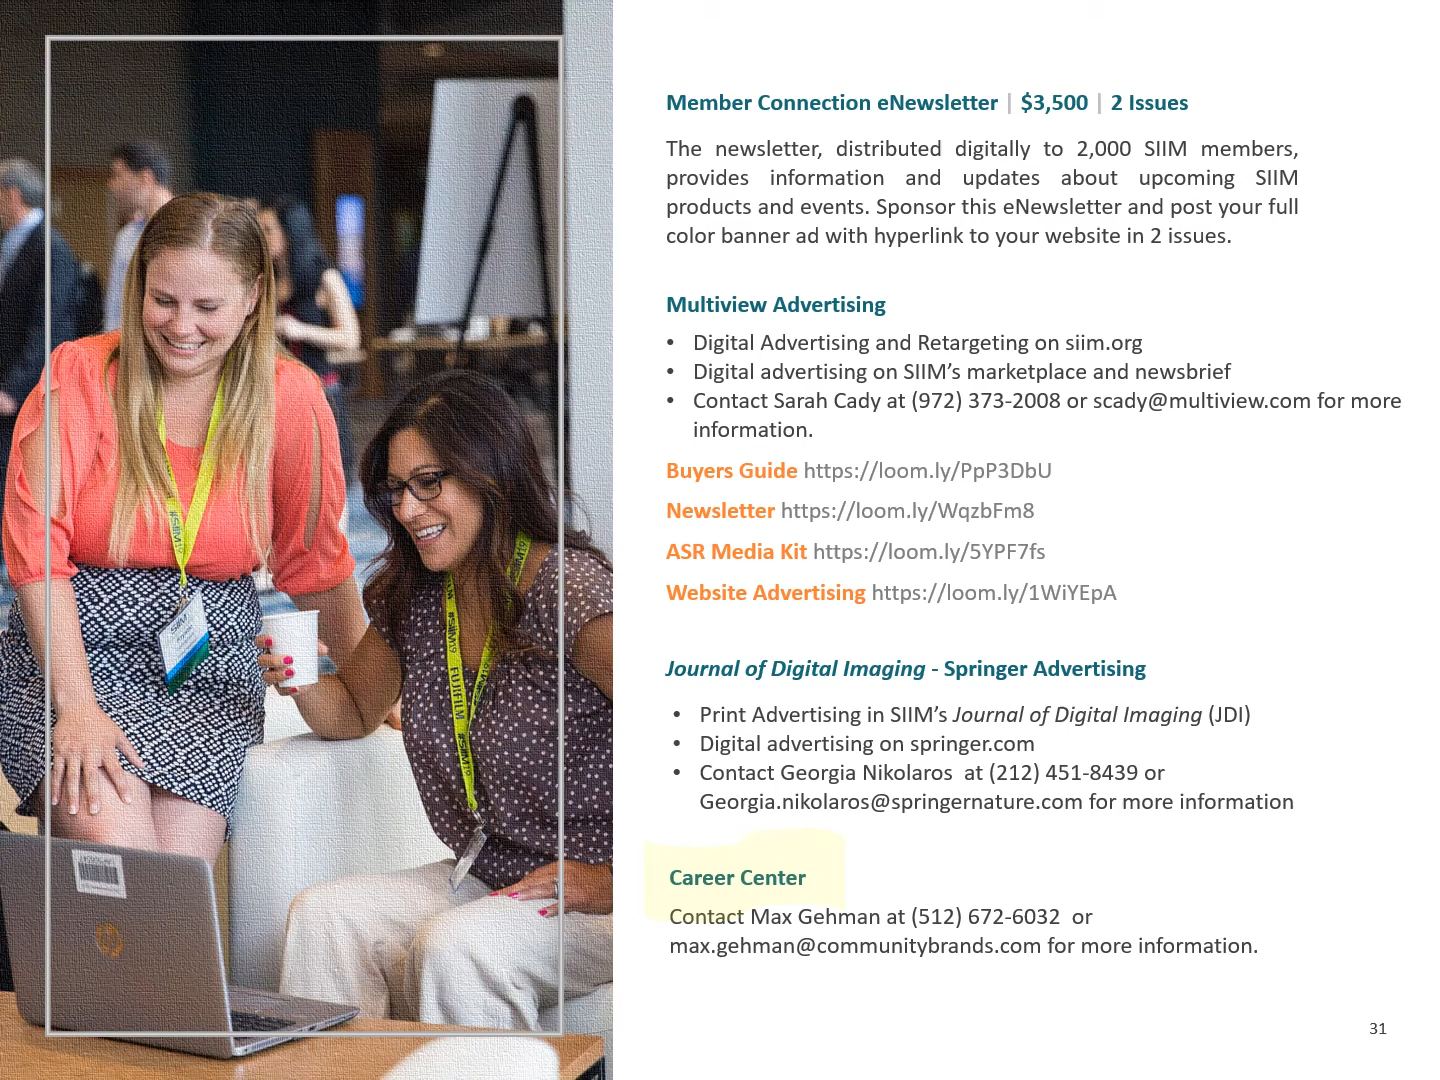 Member Connection eNewsletter | $3,500 | 2 Issues
The newsletter, distributed digitally to 2,000 SIIM members,
provides information and updates about upcoming SIIM
products and events. Sponsor this eNewsletter and post your full
color banner ad with hyperlink to your website in 2 issues.
Multiview Advertising
• Digital Advertising and Retargeting on siim.org
• Digital advertising on SIIM’s marketplace and newsbrief
• Contact Sarah Cady at (972) 373-2008 or scady@multiview.com for more
information.
Buyers Guide https://loom.ly/PpP3DbU
Newsletter https://loom.ly/WqzbFm8
ASR Media Kit https://loom.ly/5YPF7fs
Website Advertising https://loom.ly/1WiYEpA
Journal of Digital Imaging - Springer Advertising
• Print Advertising in SIIM’s Journal of Digital Imaging (JDI)
• Digital advertising on springer.com
• Contact Georgia Nikolaros at (212) 451-8439 or
Georgia.nikolaros@springernature.com for more information
Career Center
Contact Max Gehman at (512) 672-6032 or
max.gehman@communitybrands.com for more information.
31
#SIIM19
SIIM
#SIIM19
FUJIFILM
#SIIM19